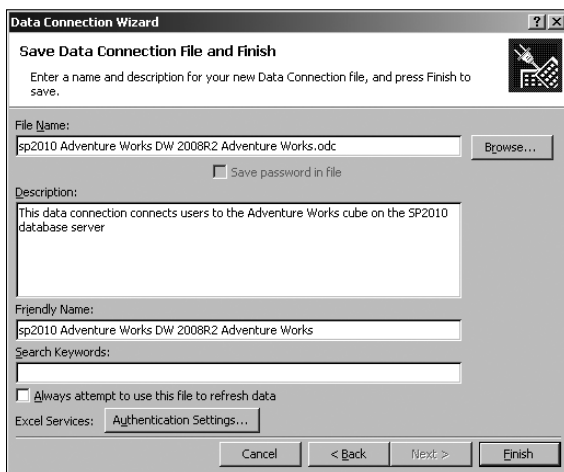 Data Connection Wizard
Save Data Connection File and Finish
Enter a name and description for your new Data Connection file, and press Finish to
save.
File Name:
sp2010 Adventure Works DW 2008R2 Adventure Works.odc
Browse...
Save password in file
Description:
This data connection connects users to the Adventure Works cube on the SP2010
database server
Friendly Name:
sp2010 Adventure Works DW 2008R2 Adventure Works
Search Keywords:
Always attempt to use this file to refresh data
Excel Services:
Authentication Settings...
Cancel
< Back
Next >
Finish